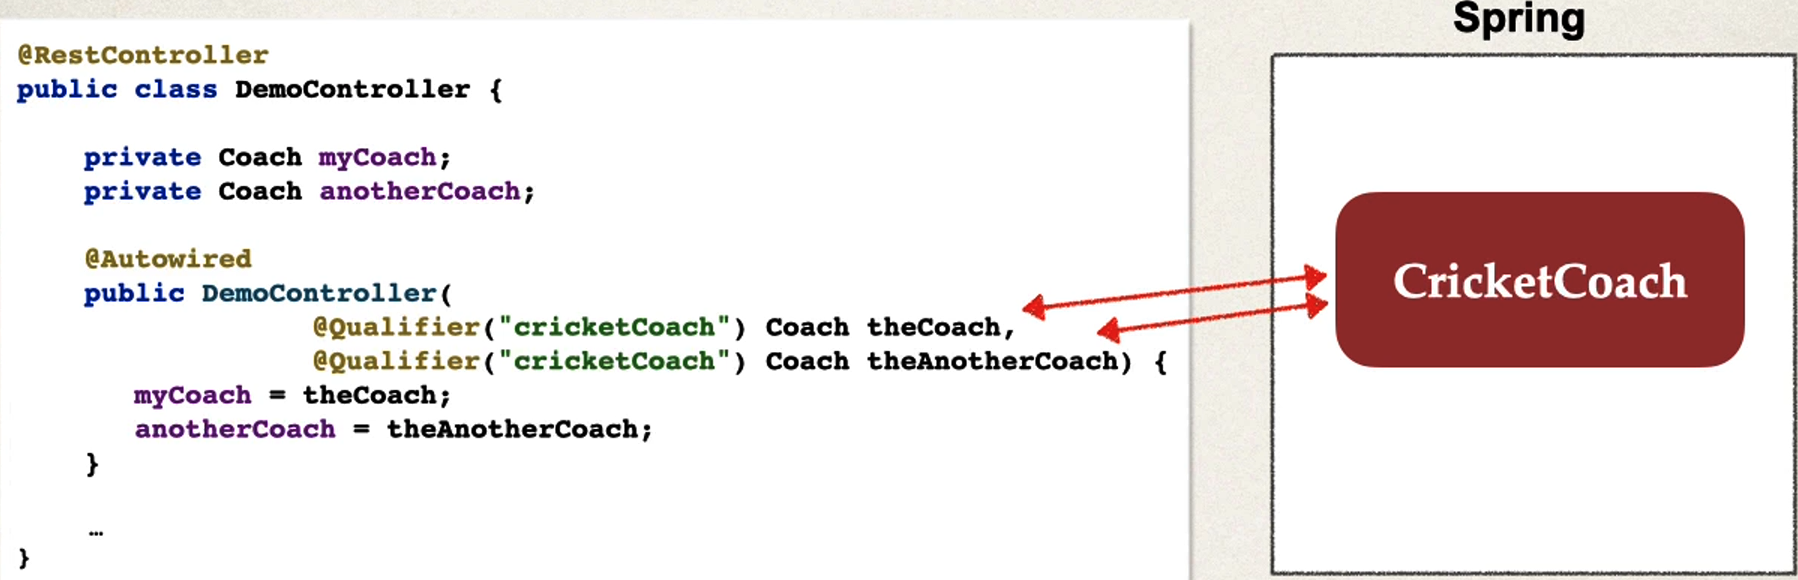 Spring
@RestController
public class DemoController {
private Coach myCoach;
private Coach anotherCoach;
@Autowired
public DemoController(
@Qualifier("cricketCoach") Coach theCoach,
@Qualifier("cricketCoach") Coach theAnotherCoach) {
myCoach = theCoach;
anotherCoach = theAnotherCoach;
}
…
}
CricketCoach